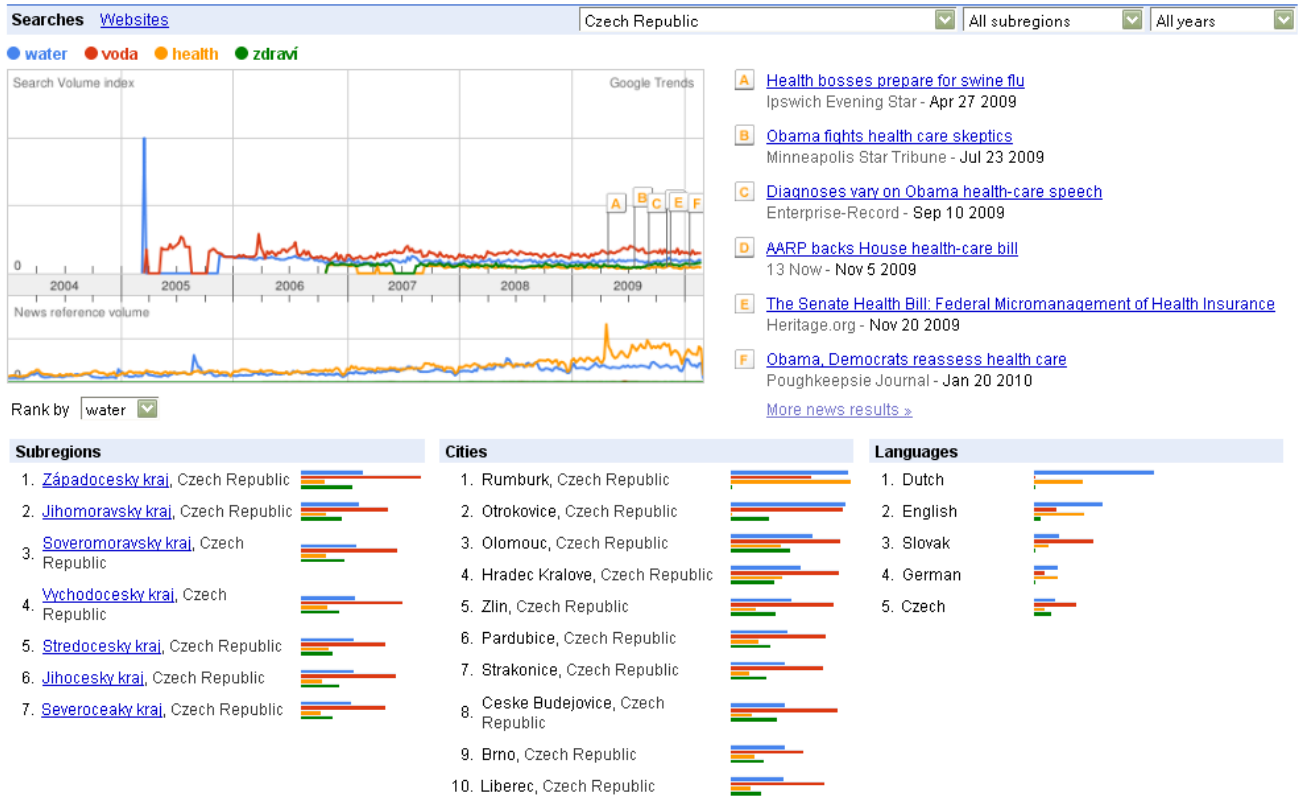 Searches Websites Czech Republic All subregions All years
water voda health zdraví
Search Volume index Google Trends
A B C E F
0
2004 2005 2006 2007 2008 2009
News reference volume
0
A Health bosses prepare for swine flu
Ipswich Evening Star - Apr 27 2009
B Obama fights health care skeptics
Minneapolis Star Tribune - Jul 23 2009
C Diagnoses vary on Obama health-care speech
Enterprise-Record - Sep 10 2009
D AARP backs House health-care bill
13 Now - Nov 5 2009
E The Senate Health Bill: Federal Micromanagement of Health Insurance
Heritage.org - Nov 20 2009
F Obama, Democrats reassess health care
Poughkeepsie Journal - Jan 20 2010
More news results »
Rank by water
Subregions
1. Západocesky kraj, Czech Republic
2. Jihomoravsky kraj, Czech Republic
3. Soveromoravsky kraj, Czech
Republic
4. Vychodocesky kraj, Czech
Republic
5. Stredocesky kraj, Czech Republic
6. Jihocesky kraj, Czech Republic
7. Severoceaky kraj, Czech Republic
Cities
1. Rumburk, Czech Republic
2. Otrokovice, Czech Republic
3. Olomouc, Czech Republic
4. Hradec Kralove, Czech Republic
5. Zlin, Czech Republic
6. Pardubice, Czech Republic
7. Strakonice, Czech Republic
8. Ceske Budejovice, Czech
Republic
9. Brno, Czech Republic
10. Liberec, Czech Republic
Languages
1. Dutch
2. English
3. Slovak
4. German
5. Czech